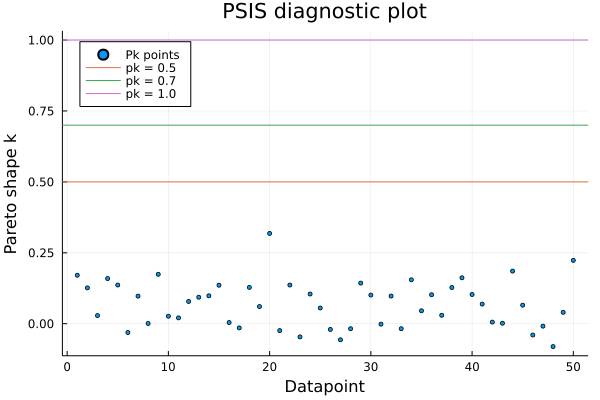 PSIS diagnostic plot
Pareto shape k
1.00
0.75
0.50
0.25
0.00
Pk points
pk = 0.5
pk = 0.7
pk = 1.0
0 10 20 30 40 50
Datapoint